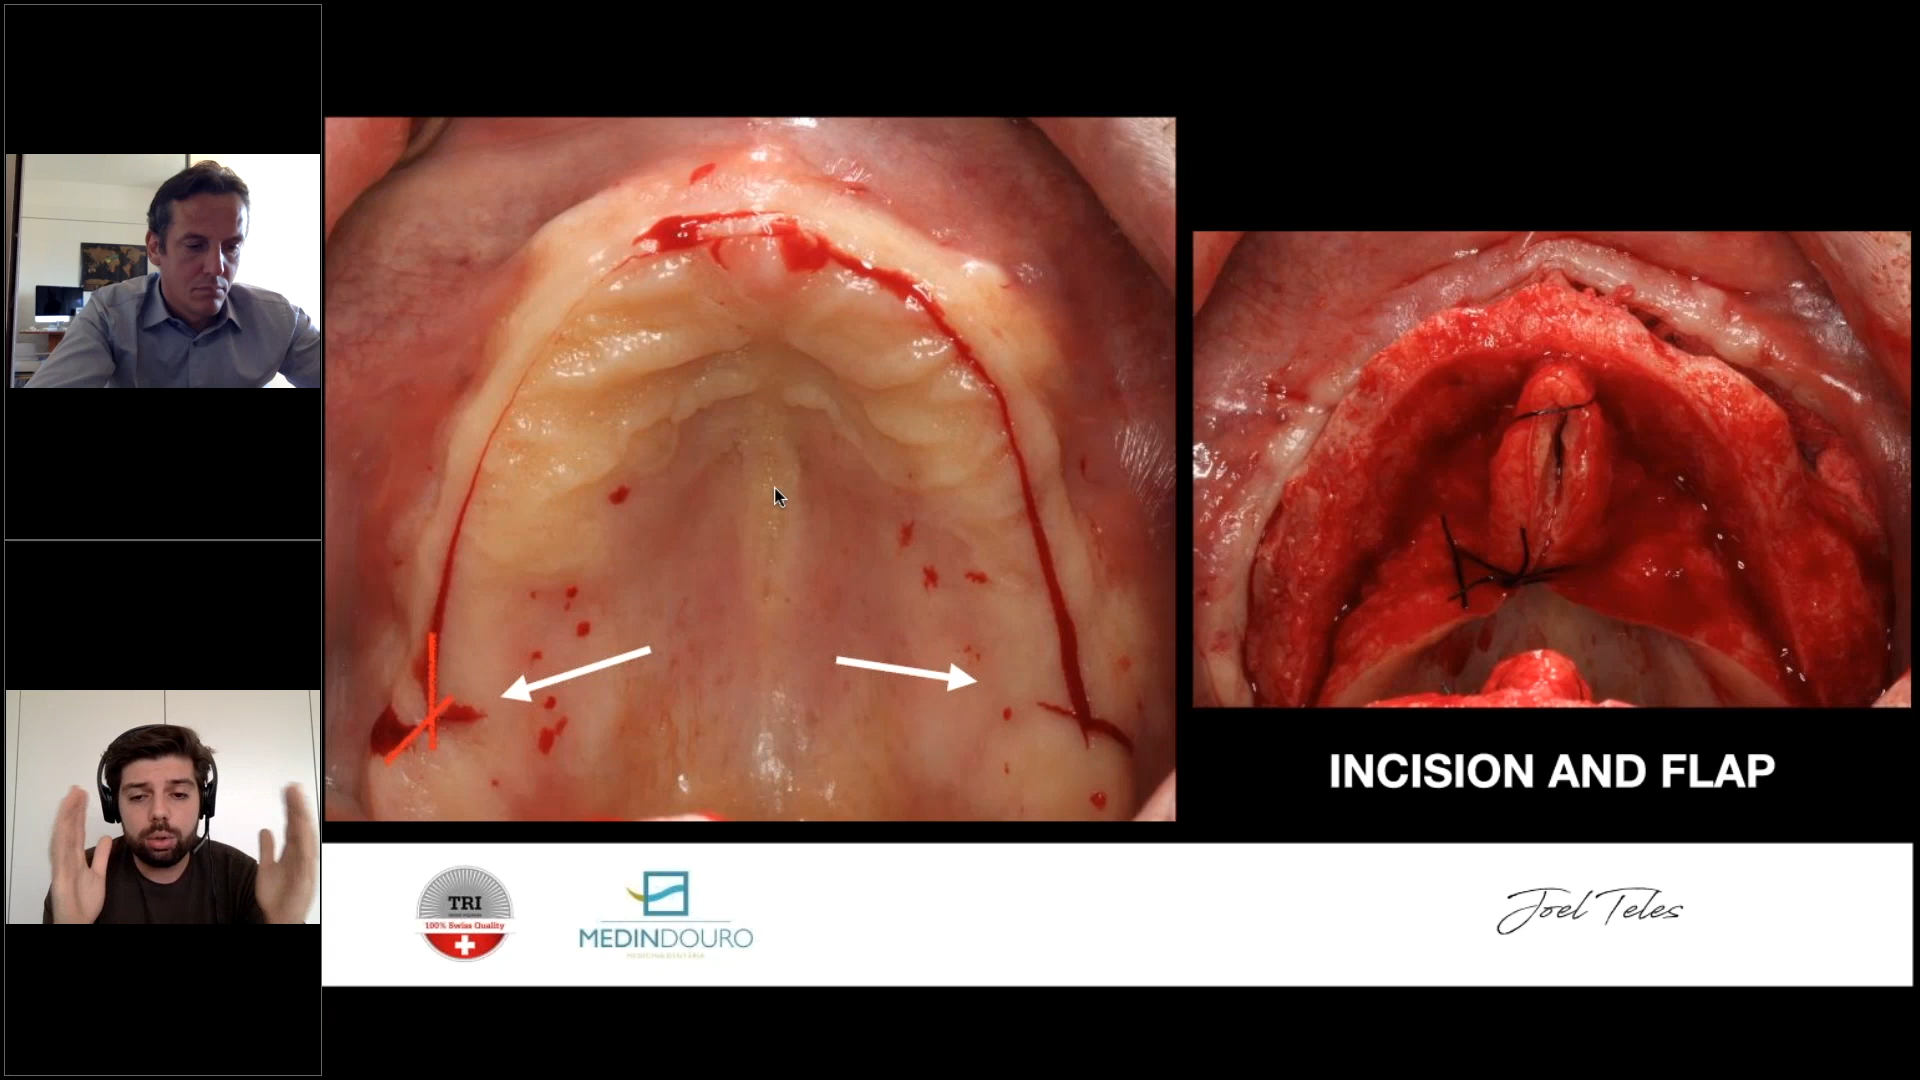 INCISION AND FLAP
TRI
100% Swiss Quality
MEDINDOURO
Joel Teles